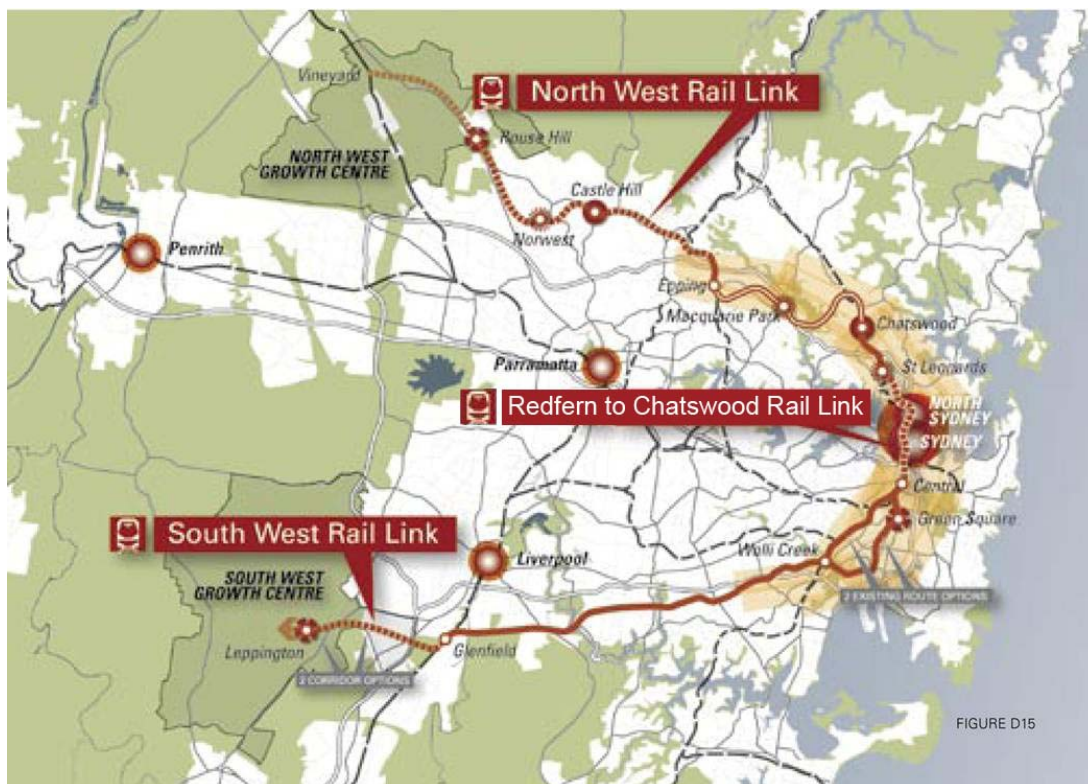 Vineyard
North West Rail Link
Rouse Hill
NORTH WEST
GROWTH CENTRE
Castle Hill
Norwest
Penrith
Epping
Macquarie Park
Chatswood
Parramatta
St Leonards
Redfern to Chatswood Rail Link
NORTH
SYDNEY
SYDNEY
Central
Green Square
South West Rail Link
Wolli Creek
Liverpool
SOUTH WEST
GROWTH CENTRE
2 EXISTING ROUTE OPTIONS
Leppington
Glenfield
2 CORRIDOR OPTIONS
FIGURE D15